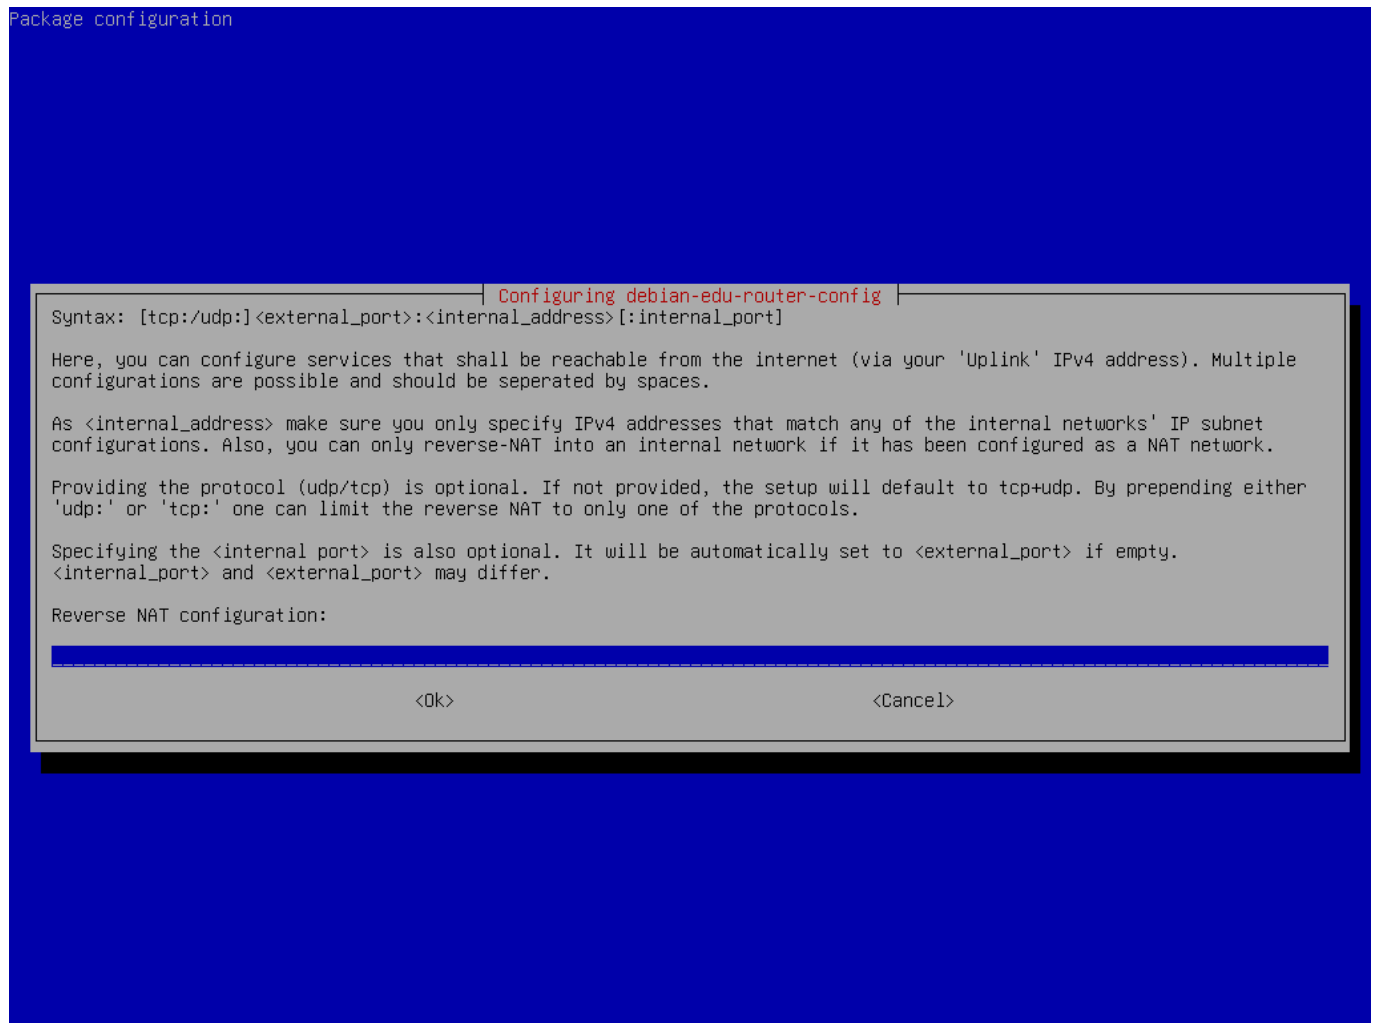 Package configuration
Configuring debian-edu-router-config
Syntax: [tcp:/udp:]<external_port>:<internal_address>[:internal_port]
Here, you can configure services that shall be reachable from the internet (via your 'Uplink' IPv4 address). Multiple
configurations are possible and should be seperated by spaces.
As <internal_address> make sure you only specify IPv4 addresses that match any of the internal networks' IP subnet
configurations. Also, you can only reverse-NAT into an internal network if it has been configured as a NAT network.
Providing the protocol (udp/tcp) is optional. If not provided, the setup will default to tcp+udp. By prepending either
'udp:' or 'tcp:' one can limit the reverse NAT to only one of the protocols.
Specifying the <internal port> is also optional. It will be automatically set to <external_port> if empty.
<internal_port> and <external_port> may differ.
Reverse NAT configuration:
<Ok> <Cancel>